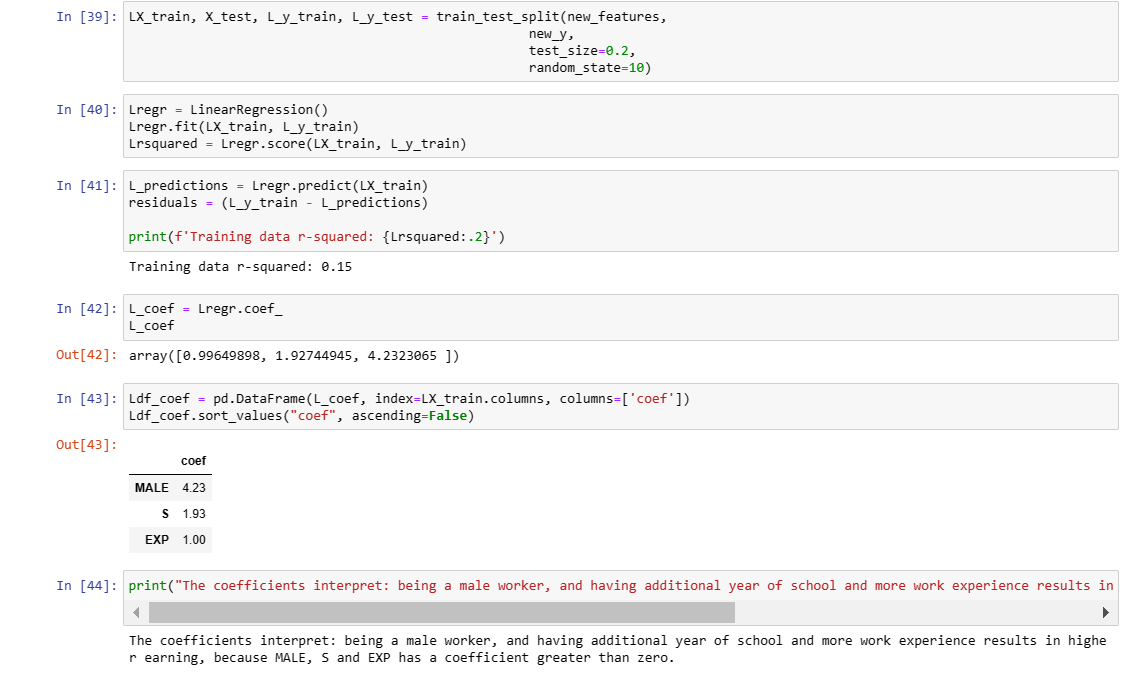 In [39]: LX_train, X_test, L_y_train, L_y_test = train_test_split(new_features,
new_y,
test_size=0.2,
random_state=10)
In [40]: Lregr = LinearRegression()
Lregr.fit(LX_train, L_y_train)
Lrsquared = Lregr.score(LX_train, L_y_train)
In [41]: L_predictions = Lregr.predict(LX_train)
residuals = (L_y_train - L_predictions)
print(f'Training data r-squared: {Lrsquared:.2}')
Training data r-squared: 0.15
In [42]: L_coef = Lregr.coef_
L_coef
Out[42]: array([0.99649898, 1.92744945, 4.2323065 ])
In [43]: Ldf_coef = pd.DataFrame(L_coef, index=LX_train.columns, columns=['coef'])
Ldf_coef.sort_values("coef", ascending=False)
Out[43]:
coef
MALE 4.23
S 1.93
EXP 1.00
In [44]: print("The coefficients interpret: being a male worker, and having additional year of school and more work experience results in
The coefficients interpret: being a male worker, and having additional year of school and more work experience results in highe
r earning, because MALE, S and EXP has a coefficient greater than zero.